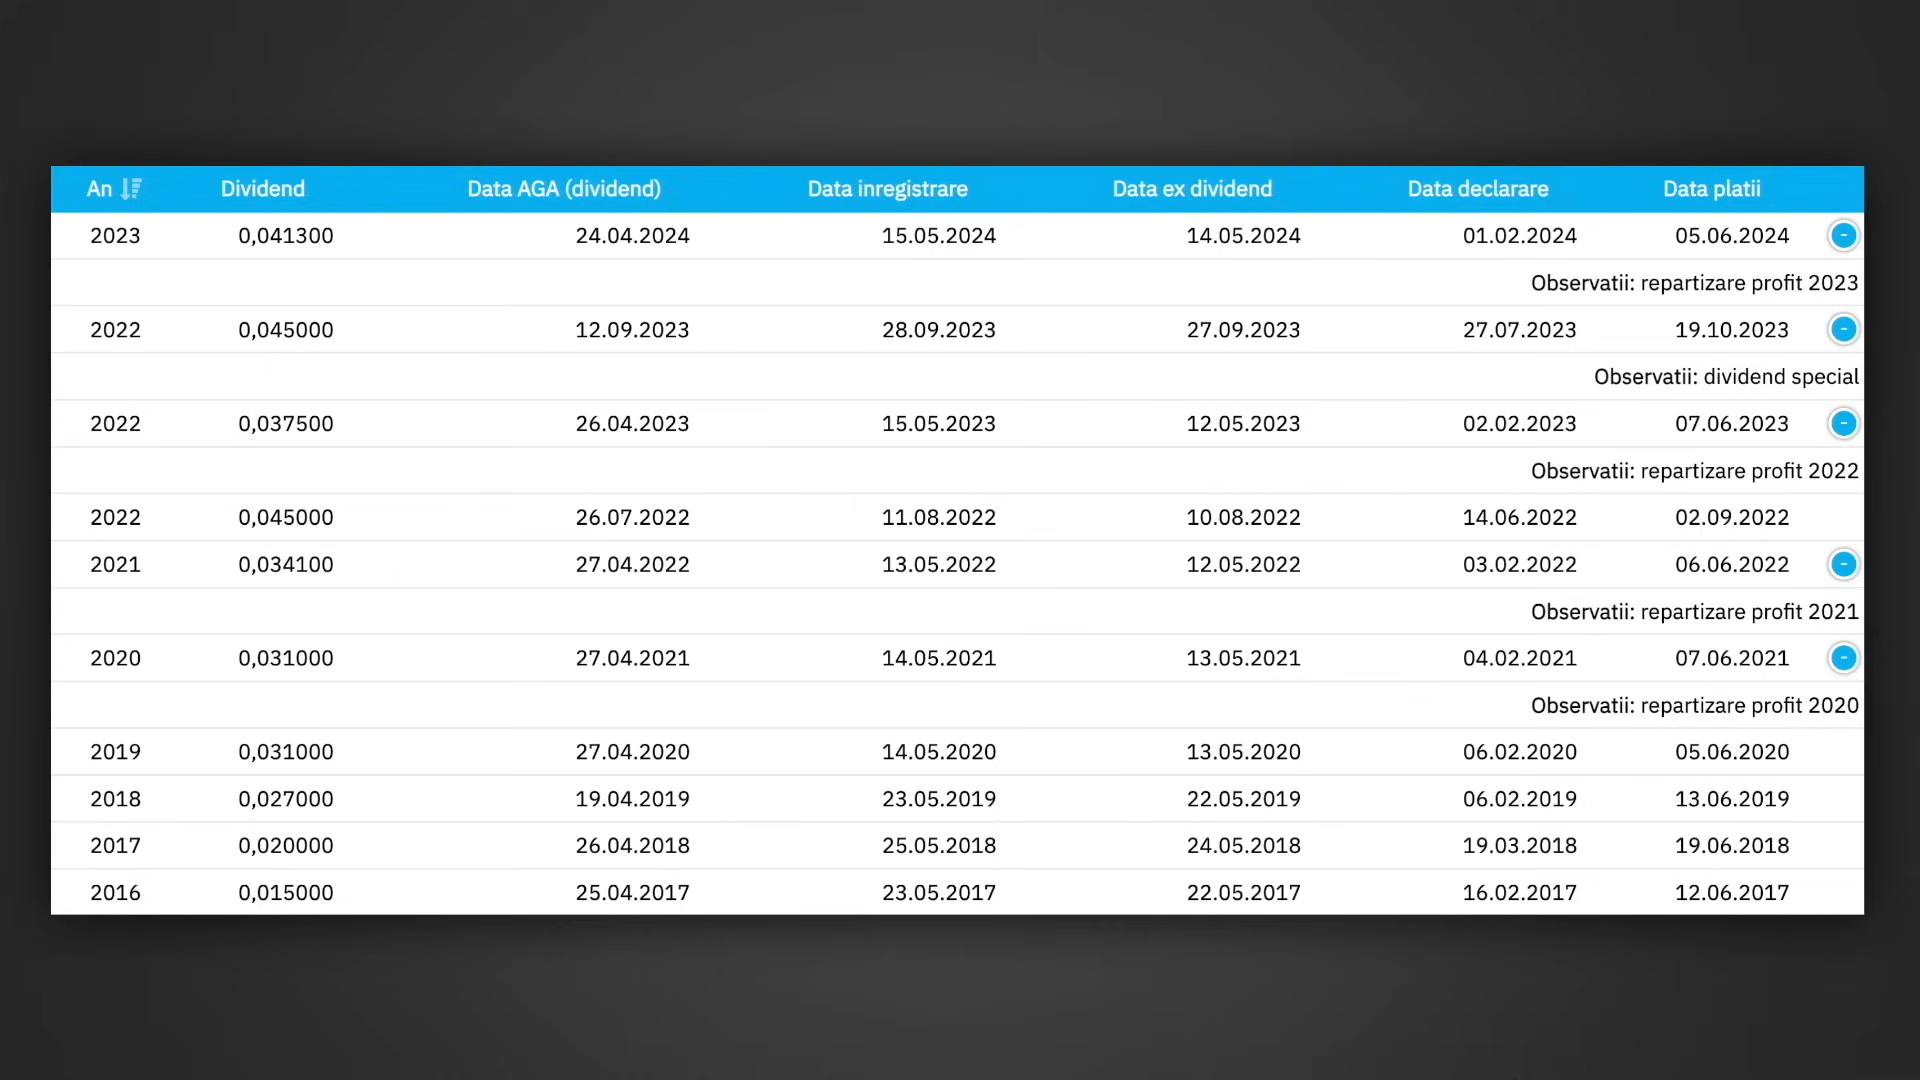 An Dividend Data AGA (dividend) Data inregistrare Data ex dividend Data declarare Data platii
2023 0,041300 24.04.2024 15.05.2024 14.05.2024 01.02.2024 05.06.2024 -
Observatii: repartizare profit 2023
2022 0,045000 12.09.2023 28.09.2023 27.09.2023 27.07.2023 19.10.2023 -
Observatii: dividend special
2022 0,037500 26.04.2023 15.05.2023 12.05.2023 02.02.2023 07.06.2023 -
Observatii: repartizare profit 2022
2022 0,045000 26.07.2022 11.08.2022 10.08.2022 14.06.2022 02.09.2022
2021 0,034100 27.04.2022 13.05.2022 12.05.2022 03.02.2022 06.06.2022 -
Observatii: repartizare profit 2021
2020 0,031000 27.04.2021 14.05.2021 13.05.2021 04.02.2021 07.06.2021 -
Observatii: repartizare profit 2020
2019 0,031000 27.04.2020 14.05.2020 13.05.2020 06.02.2020 05.06.2020
2018 0,027000 19.04.2019 23.05.2019 22.05.2019 06.02.2019 13.06.2019
2017 0,020000 26.04.2018 25.05.2018 24.05.2018 19.03.2018 19.06.2018
2016 0,015000 25.04.2017 23.05.2017 22.05.2017 16.02.2017 12.06.2017